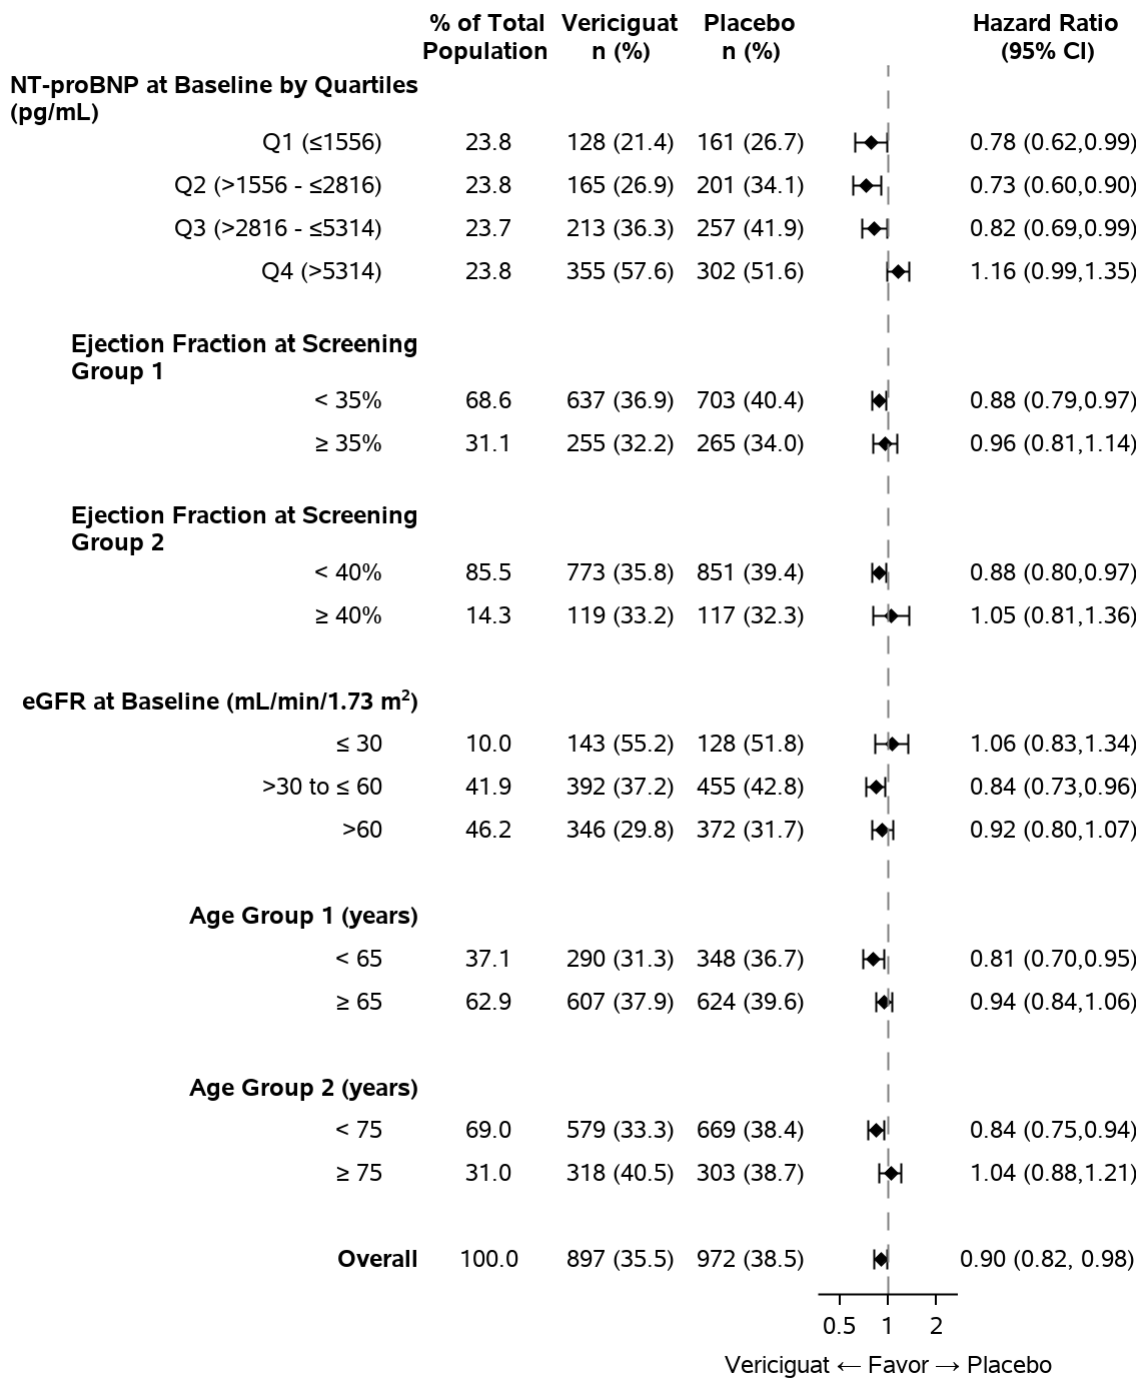 % of Total Vericiguat Placebo Hazard Ratio
Population n (%) n (%) (95% CI)
NT-proBNP at Baseline by Quartiles
(pg/mL)
Q1 (≤1556) 23.8 128 (21.4) 161 (26.7) 0.78 (0.62,0.99)
Q2 (>1556 - ≤2816) 23.8 165 (26.9) 201 (34.1) 0.73 (0.60,0.90)
Q3 (>2816 - ≤5314) 23.7 213 (36.3) 257 (41.9) 0.82 (0.69,0.99)
Q4 (>5314) 23.8 355 (57.6) 302 (51.6) 1.16 (0.99,1.35)
Ejection Fraction at Screening
Group 1
< 35% 68.6 637 (36.9) 703 (40.4) 0.88 (0.79,0.97)
≥ 35% 31.1 255 (32.2) 265 (34.0) 0.96 (0.81,1.14)
Ejection Fraction at Screening
Group 2
< 40% 85.5 773 (35.8) 851 (39.4) 0.88 (0.80,0.97)
≥ 40% 14.3 119 (33.2) 117 (32.3) 1.05 (0.81,1.36)
eGFR at Baseline (mL/min/1.73 m²)
≤ 30 10.0 143 (55.2) 128 (51.8) 1.06 (0.83,1.34)
>30 to ≤ 60 41.9 392 (37.2) 455 (42.8) 0.84 (0.73,0.96)
>60 46.2 346 (29.8) 372 (31.7) 0.92 (0.80,1.07)
Age Group 1 (years)
< 65 37.1 290 (31.3) 348 (36.7) 0.81 (0.70,0.95)
≥ 65 62.9 607 (37.9) 624 (39.6) 0.94 (0.84,1.06)
Age Group 2 (years)
< 75 69.0 579 (33.3) 669 (38.4) 0.84 (0.75,0.94)
≥ 75 31.0 318 (40.5) 303 (38.7) 1.04 (0.88,1.21)
Overall 100.0 897 (35.5) 972 (38.5) 0.90 (0.82, 0.98)
0.5 1 2
Vericiguat ← Favor → Placebo